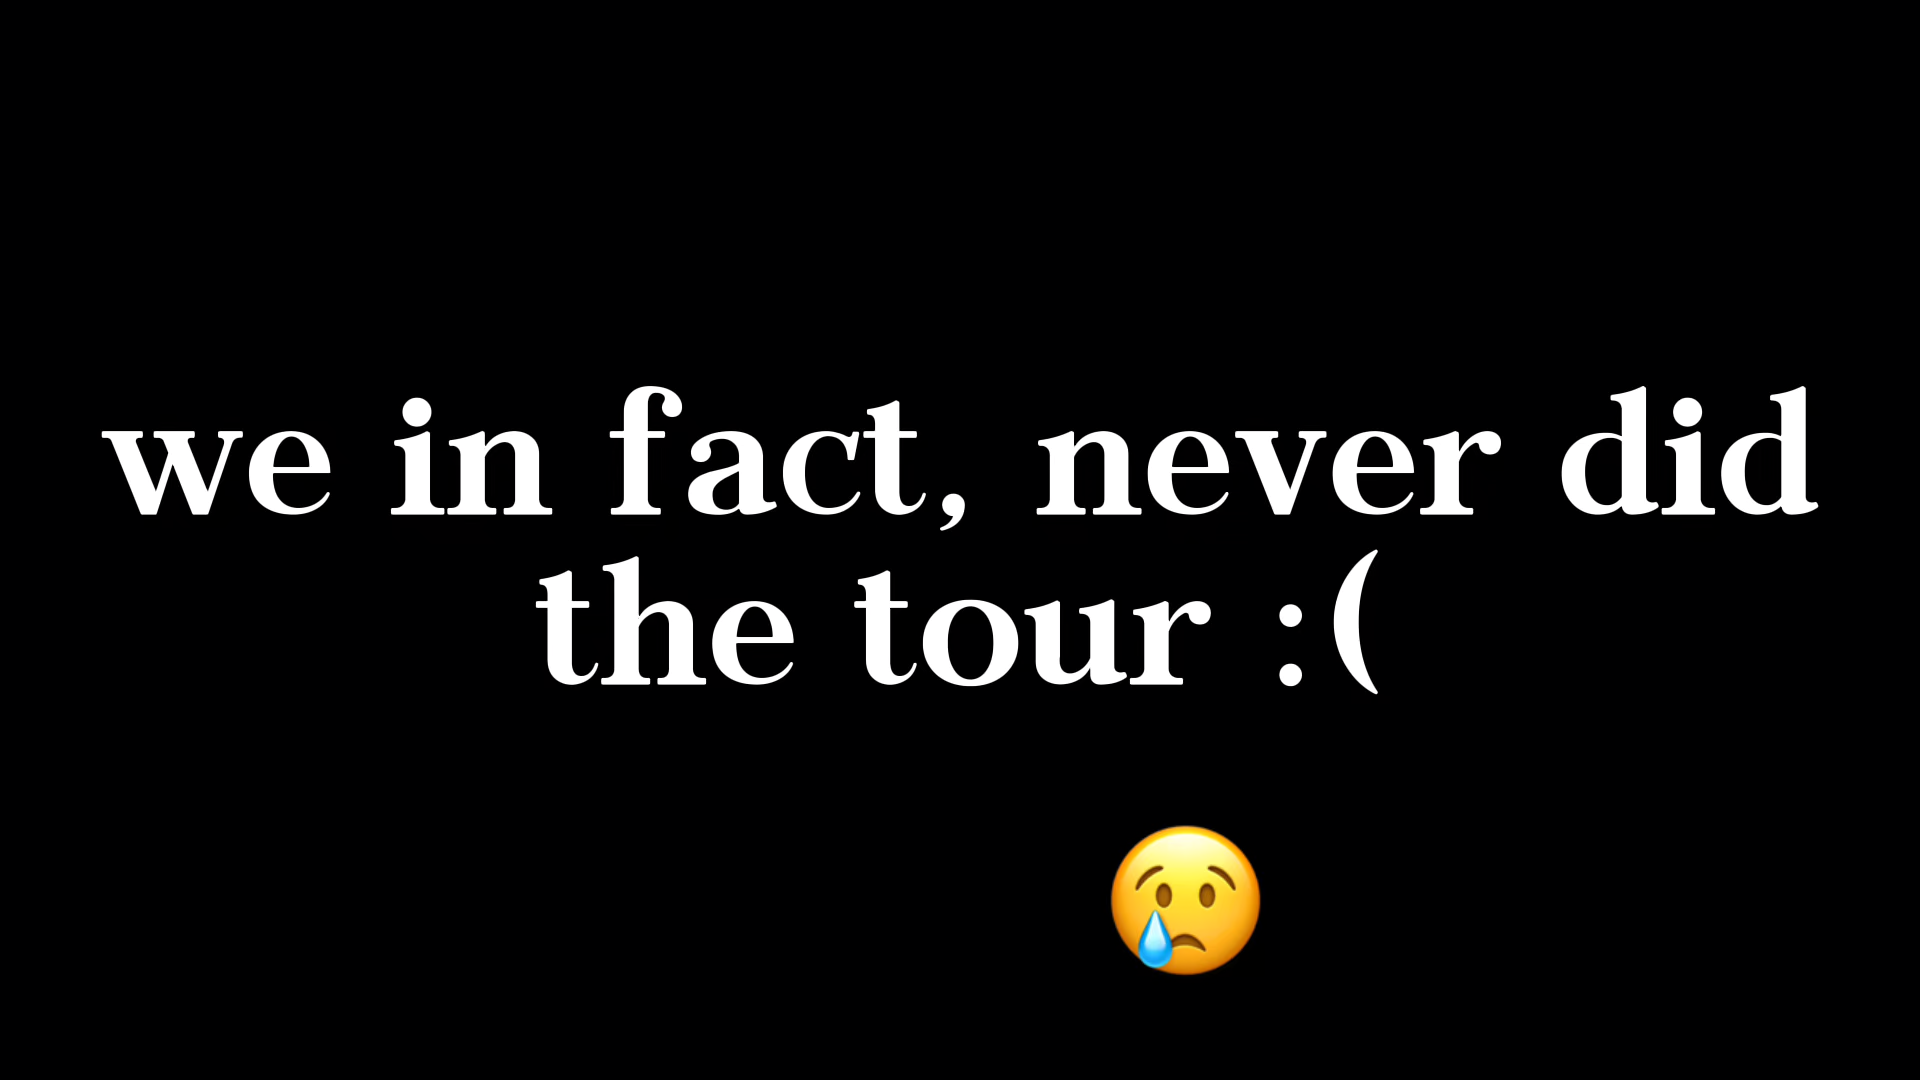 we in fact, never did
the tour :(
😢